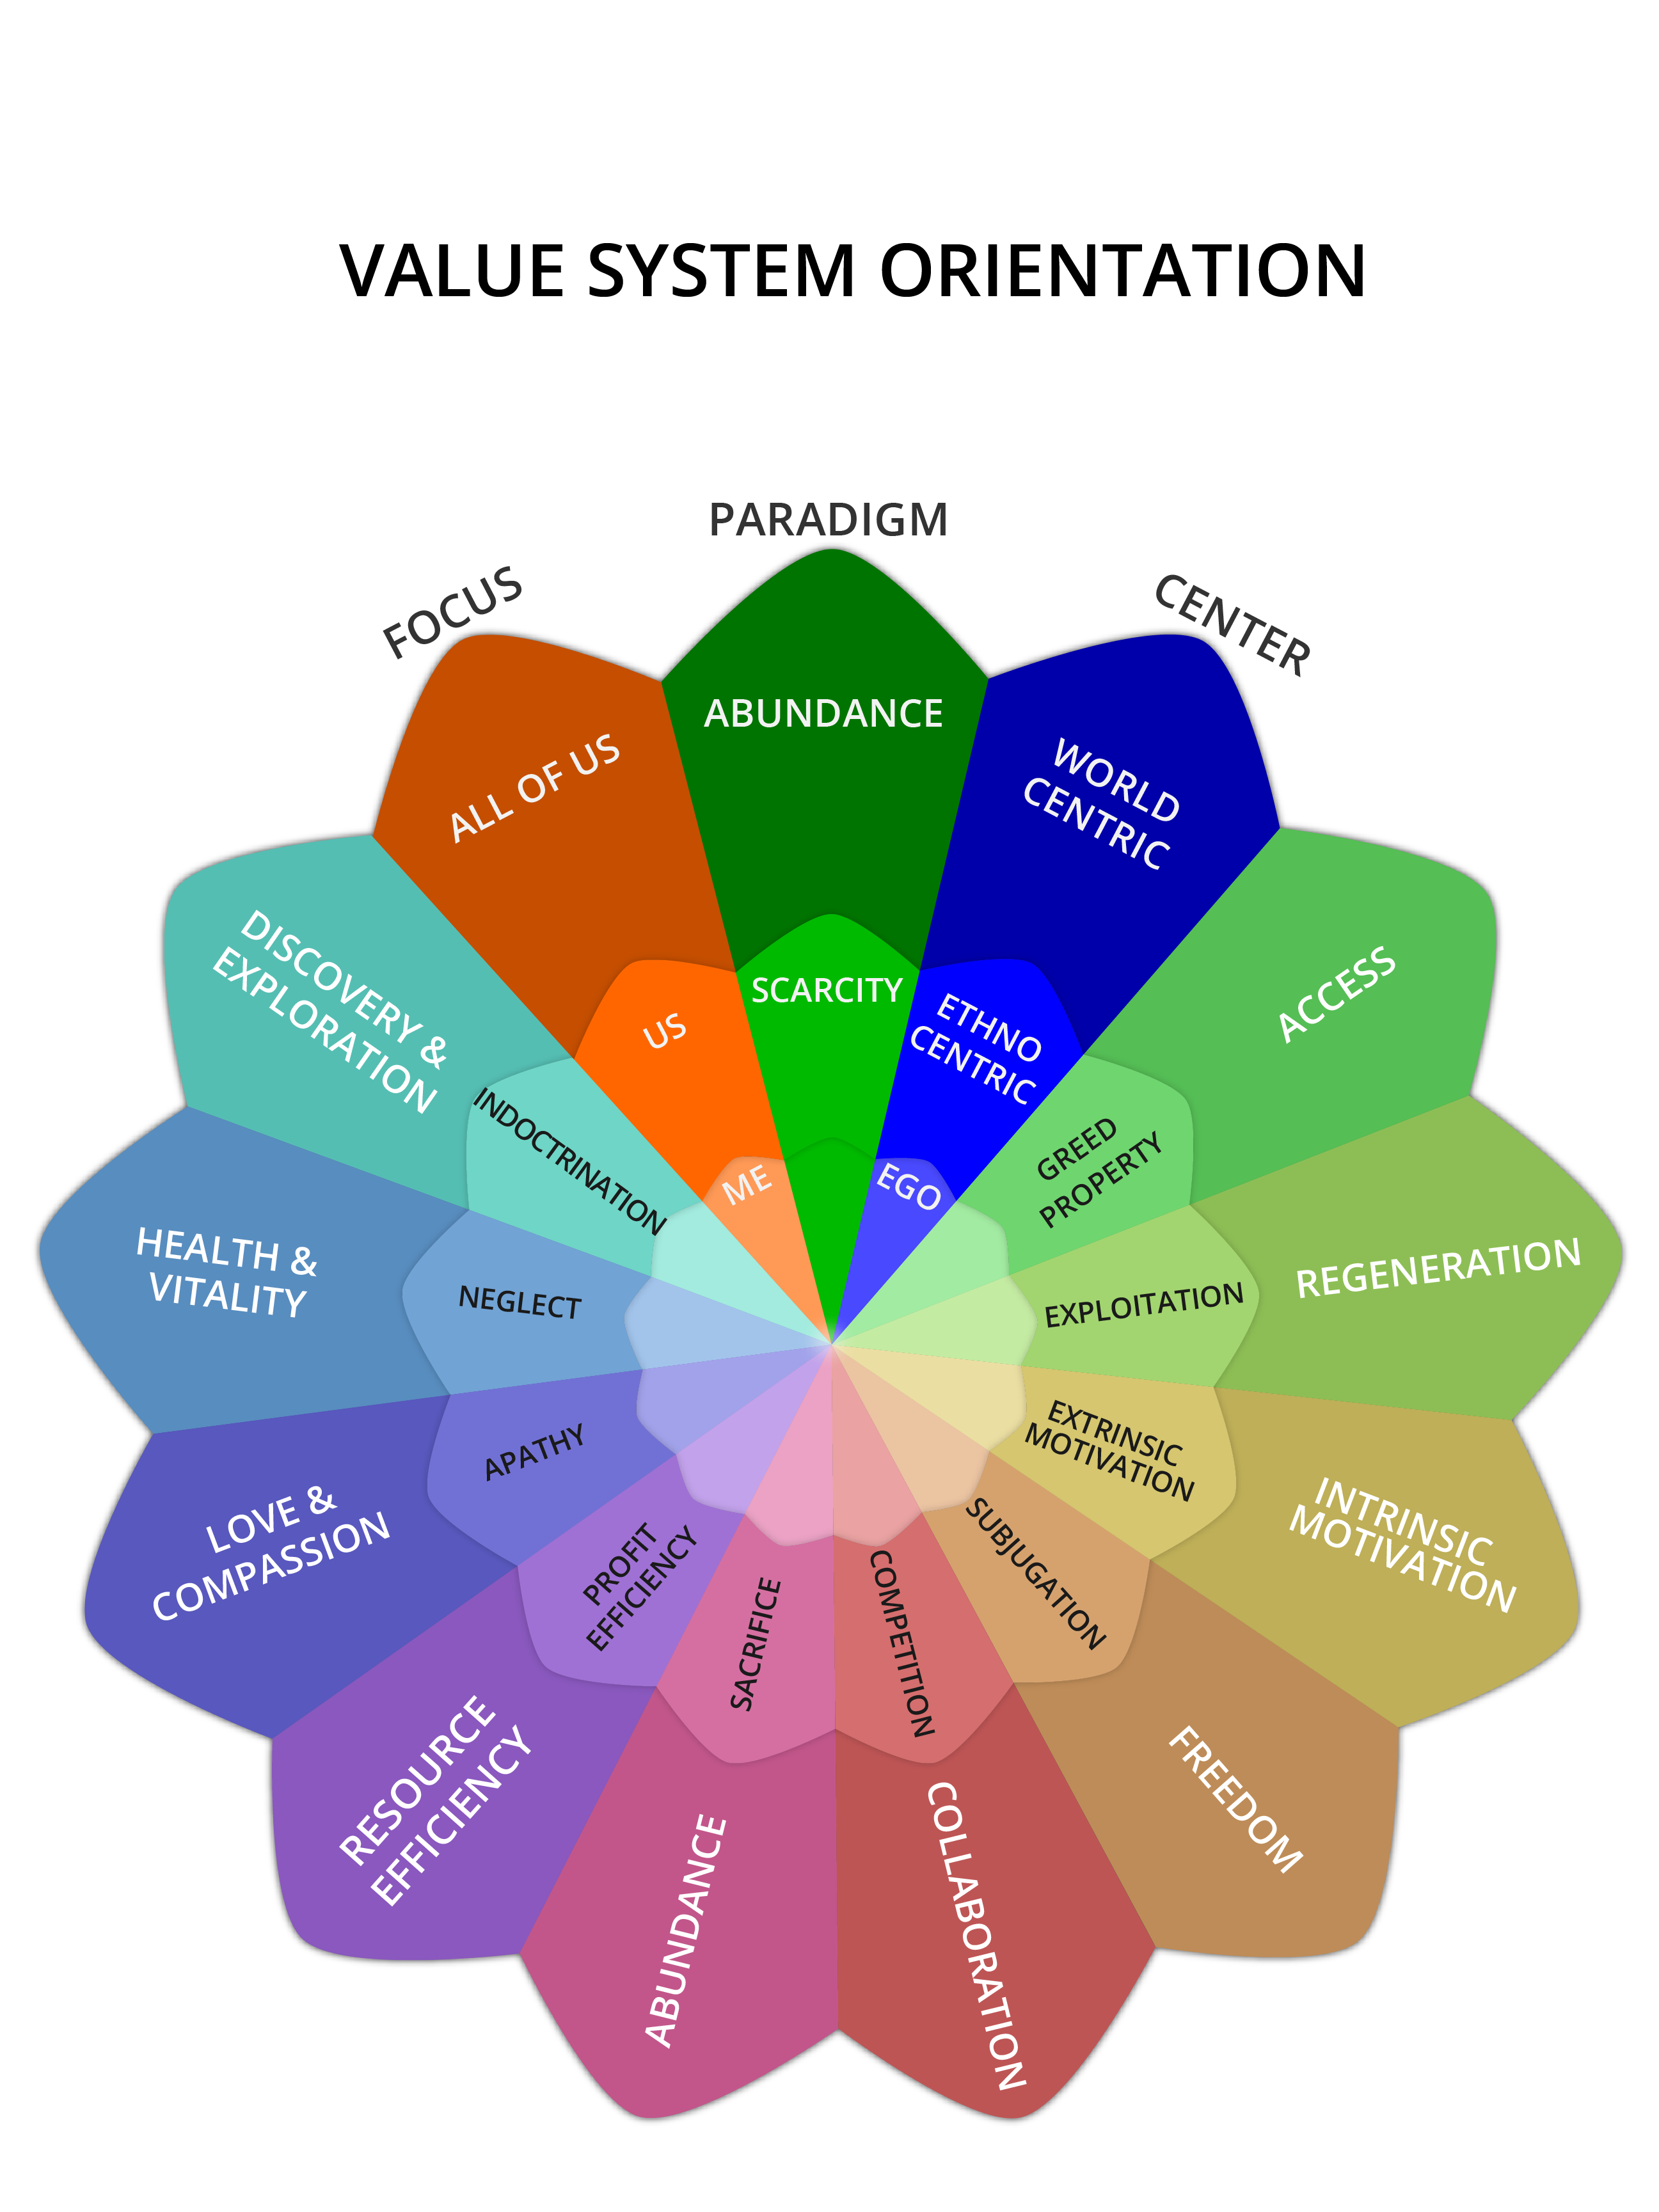 VALUE SYSTEM ORIENTATION
PARADIGM
FOCUS
CENTER
ABUNDANCE
SCARCITY
WORLD
CENTRIC
ETHNO
CENTRIC
EGO
ACCESS
GREED
PROPERTY
REGENERATION
EXPLOITATION
INTRINSIC
MOTIVATION
EXTRINSIC
MOTIVATION
FREEDOM
SUBJUGATION
COLLABORATION
COMPETITION
ABUNDANCE
SACRIFICE
RESOURCE
EFFICIENCY
PROFIT
EFFICIENCY
LOVE &
COMPASSION
APATHY
HEALTH &
VITALITY
NEGLECT
DISCOVERY &
EXPLORATION
INDOCTRINATION
ALL OF US
US
ME